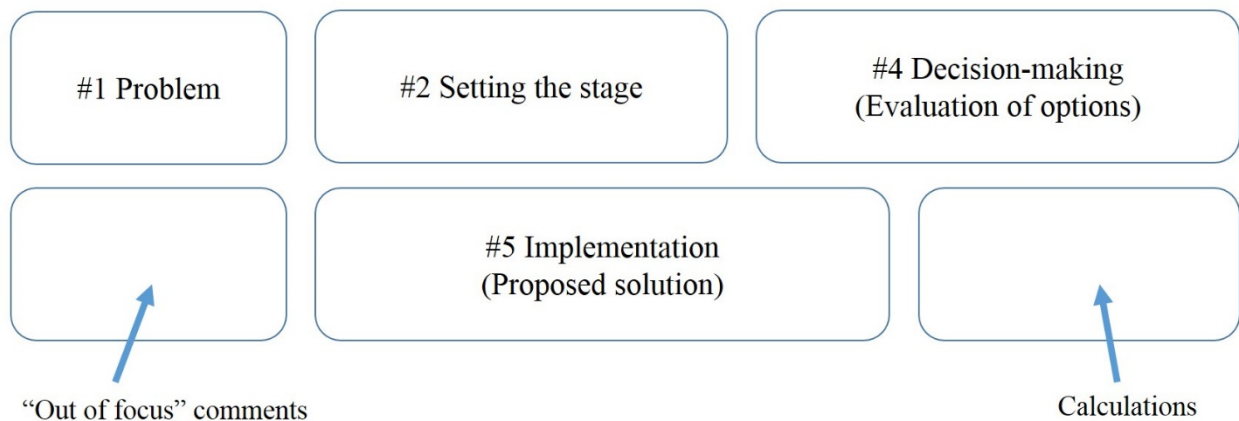 #1 Problem
#2 Setting the stage
#4 Decision-making
(Evaluation of options)
#5 Implementation
(Proposed solution)
“Out of focus” comments
Calculations